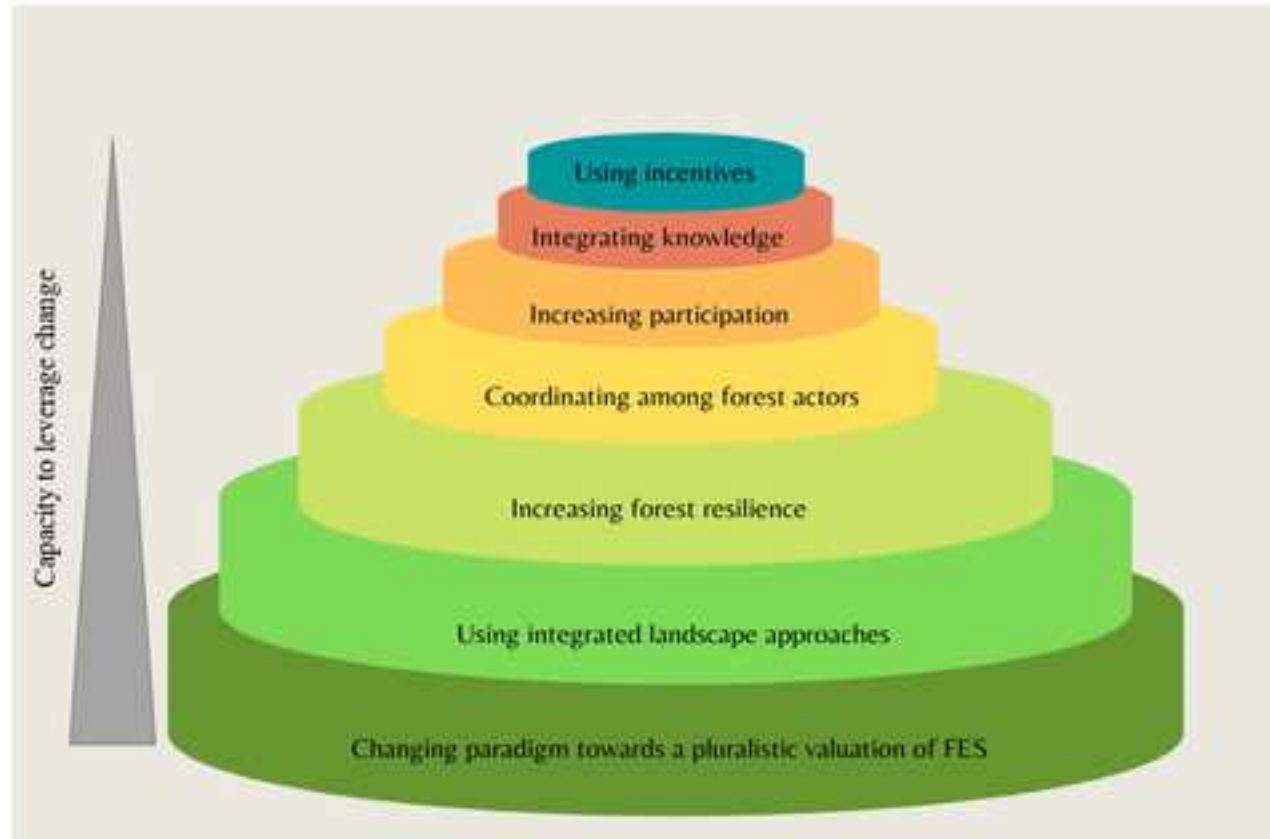 Using incentives
Integrating knowledge
Increasing participation
Coordinating among forest actors
Increasing forest resilience
Using integrated landscape approaches
Changing paradigm towards a pluralistic valuation of FES
Capacity to leverage change